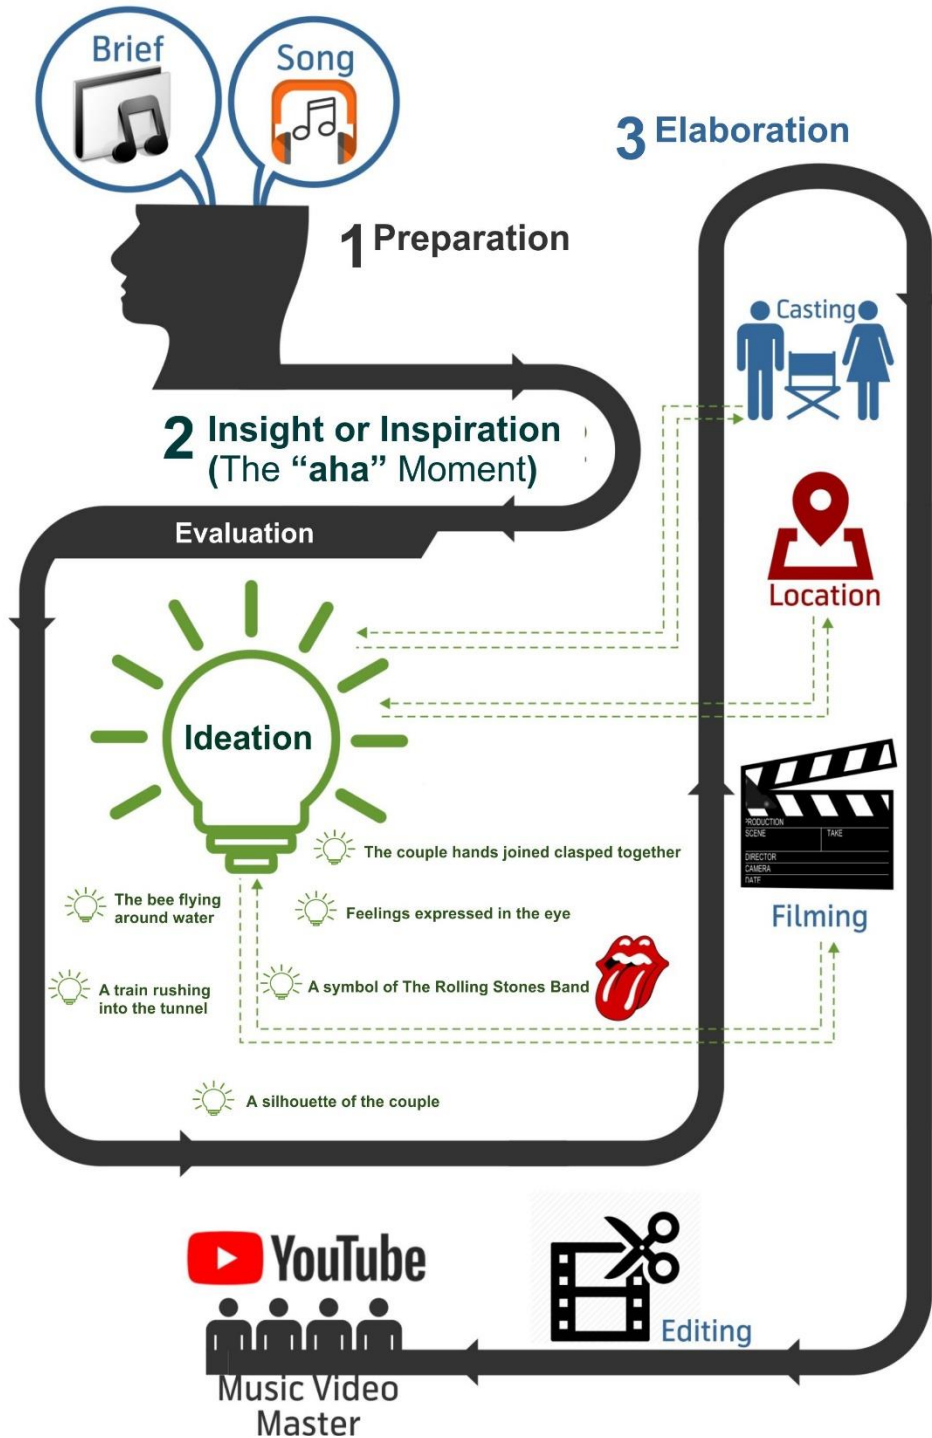 Brief
Song
3 Elaboration
1 Preparation
Casting
2 Insight or Inspiration
(The “aha” Moment)
Evaluation
Location
Ideation
PRODUCTION
SCENE TAKE
DIRECTOR
CAMERA
DATE
Filming
The couple hands joined clasped together
The bee flying
around water
Feelings expressed in the eye
A train rushing
into the tunnel
A symbol of The Rolling Stones Band
A silhouette of the couple
YouTube
Editing
Music Video
Master